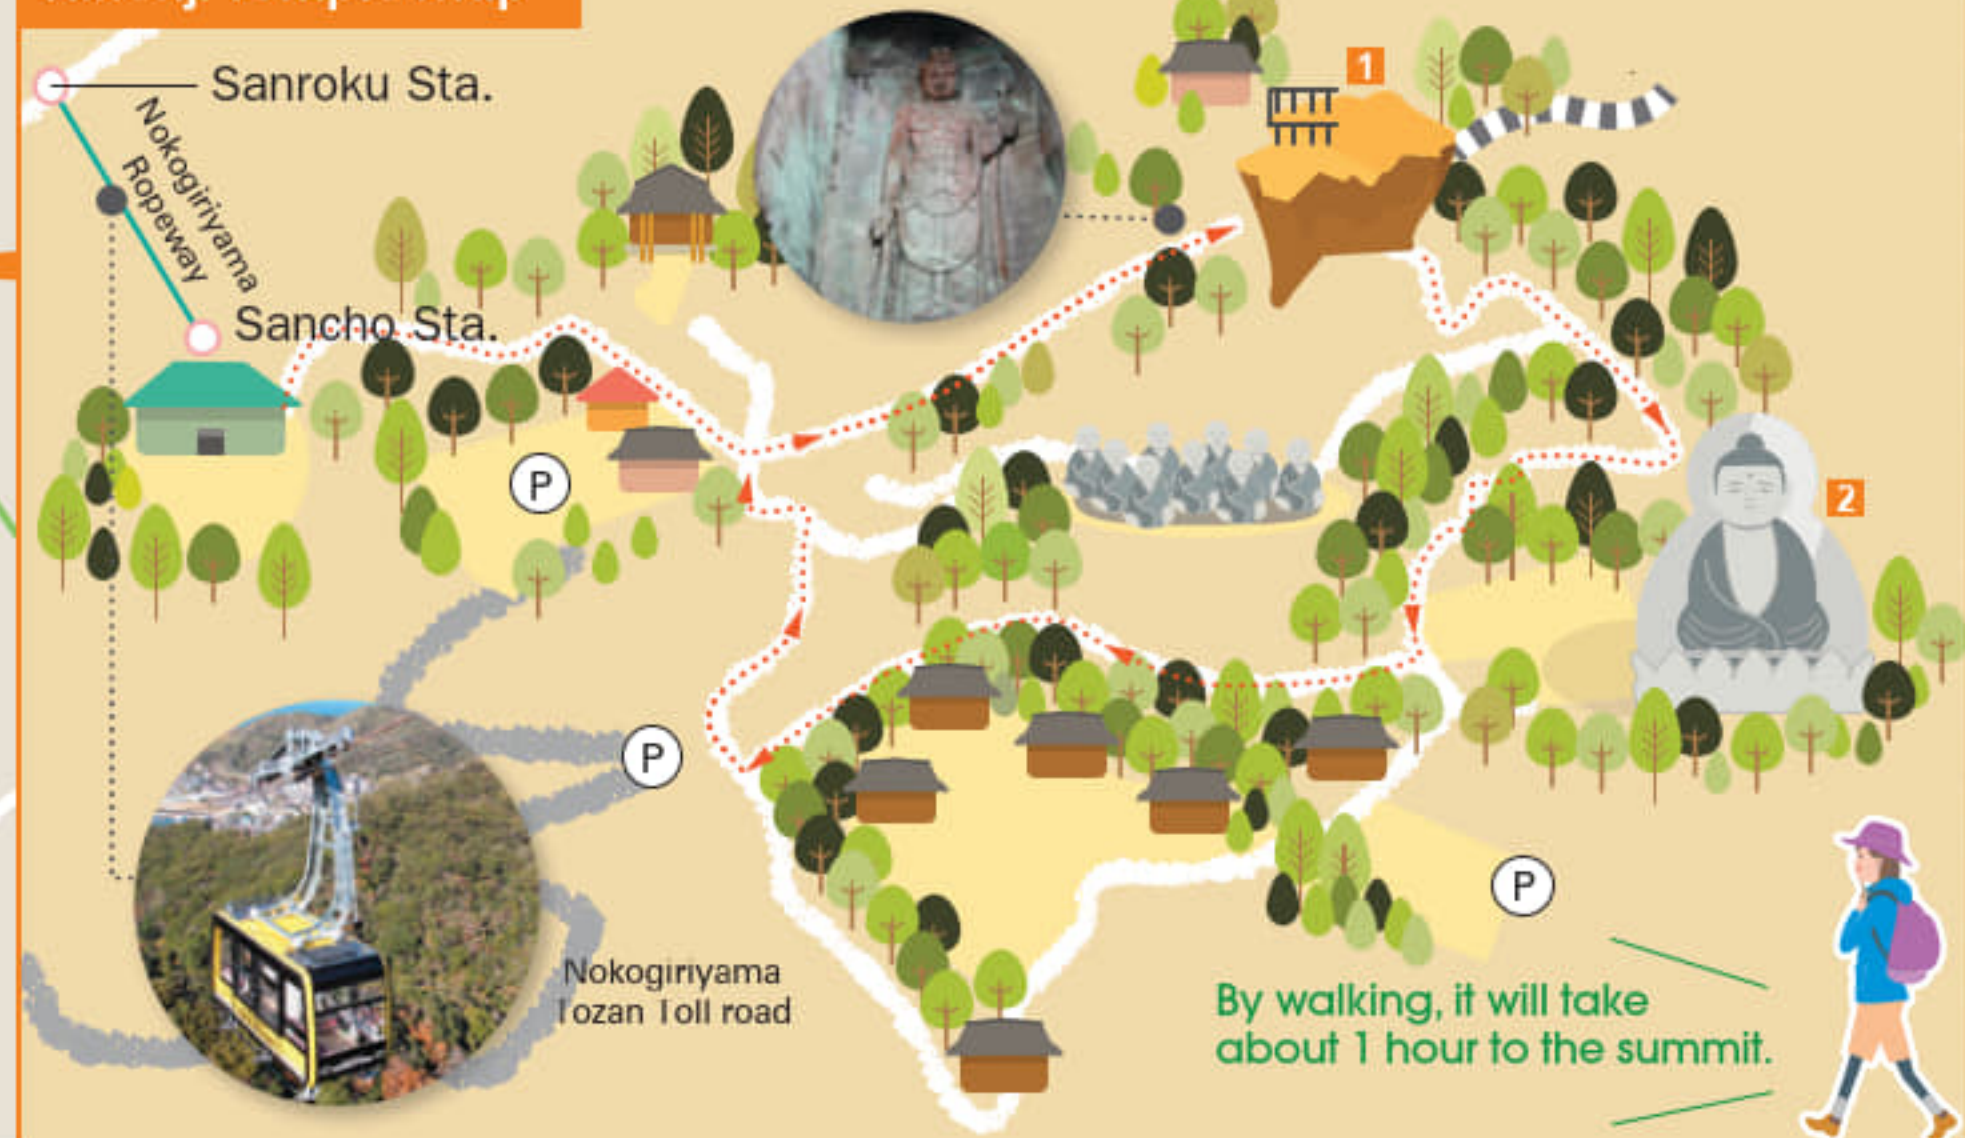 Sanroku Sta.
Nokogiriyama
Ropeway
Sancho Sta.
1
2
P
P
P
Nokogiriyama
Tozan Toll road
By walking, it will take
about 1 hour to the summit.